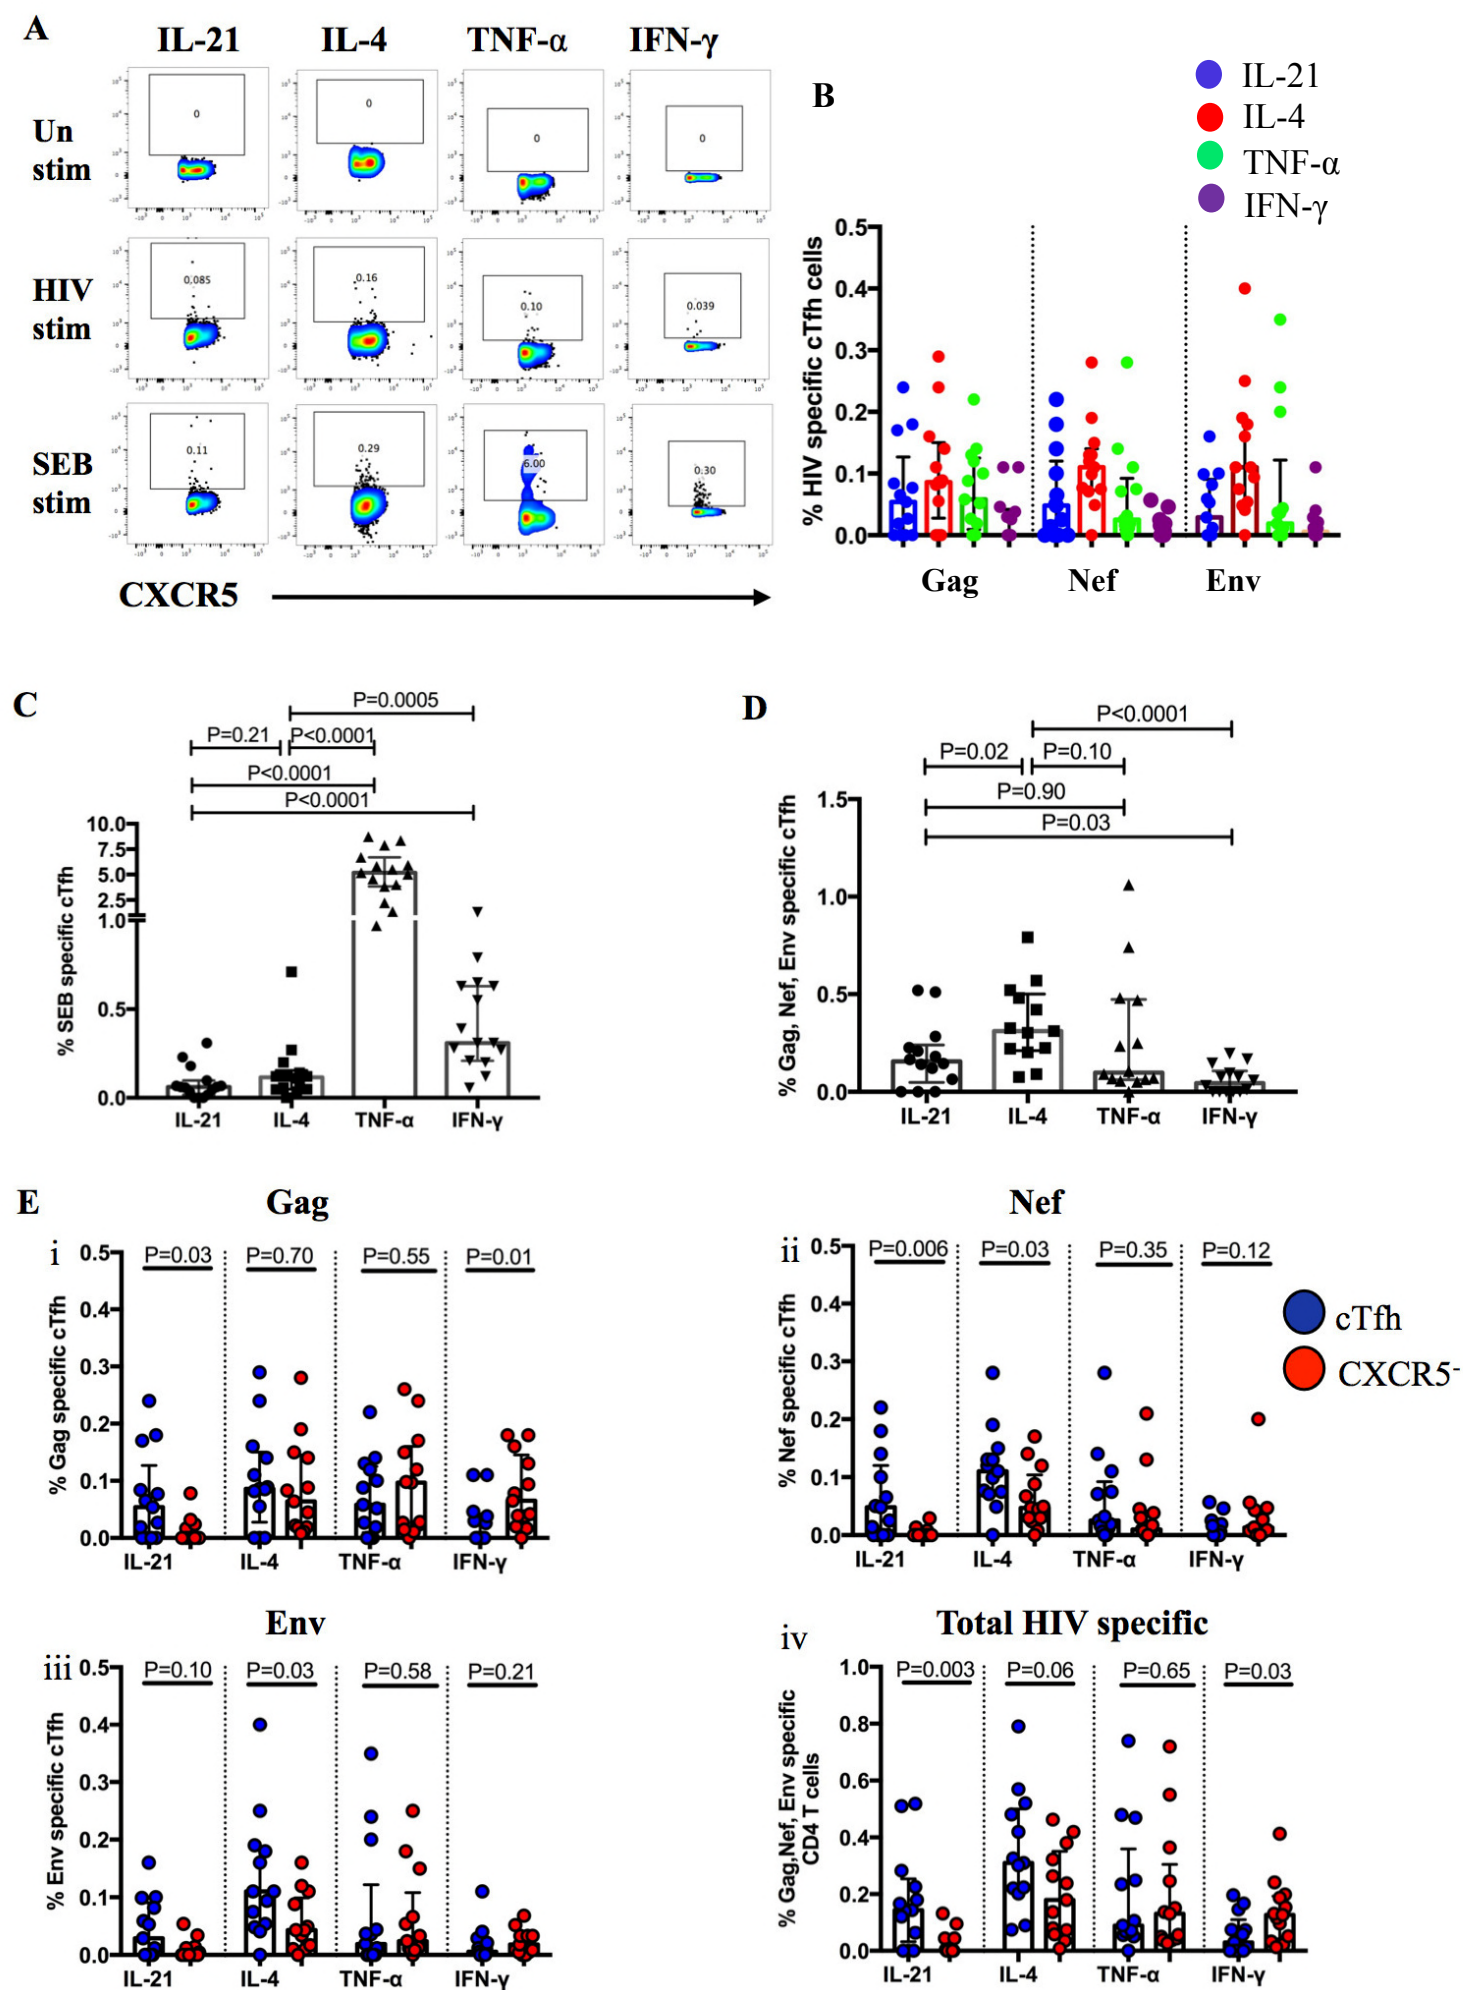 A
IL-21 IL-4 TNF-α IFN-γ
Un stim
0 0 0 0
HIV stim
0.085 0.16 0.10 0.039
SEB stim
0.11 0.29 6.00 0.30
CXCR5
B
IL-21
IL-4
TNF-α
IFN-γ
% HIV specific cTfh cells
0.5
0.4
0.3
0.2
0.1
0.0
Gag Nef Env
C
P=0.0005
P=0.21 P<0.0001
P<0.0001
P<0.0001
% SEB specific cTfh
10.0
7.5
5.0
2.5
1.0
0.5
0.0
IL-21 IL-4 TNF-α IFN-γ
D
P<0.0001
P=0.02 P=0.10
P=0.90
P=0.03
% Gag, Nef, Env specific cTfh
1.5
1.0
0.5
0.0
IL-21 IL-4 TNF-α IFN-γ
E
Gag
i
P=0.03 P=0.70 P=0.55 P=0.01
% Gag specific cTfh
0.5
0.4
0.3
0.2
0.1
0.0
IL-21 IL-4 TNF-α IFN-γ
Nef
ii
P=0.006 P=0.03 P=0.35 P=0.12
% Nef specific cTfh
0.5
0.4
0.3
0.2
0.1
0.0
IL-21 IL-4 TNF-α IFN-γ
cTfh
CXCR5-
Env
iii
P=0.10 P=0.03 P=0.58 P=0.21
% Env specific cTfh
0.5
0.4
0.3
0.2
0.1
0.0
IL-21 IL-4 TNF-α IFN-γ
Total HIV specific
iv
P=0.003 P=0.06 P=0.65 P=0.03
% Gag,Nef, Env specific
CD4 T cells
1.0
0.8
0.6
0.4
0.2
0.0
IL-21 IL-4 TNF-α IFN-γ